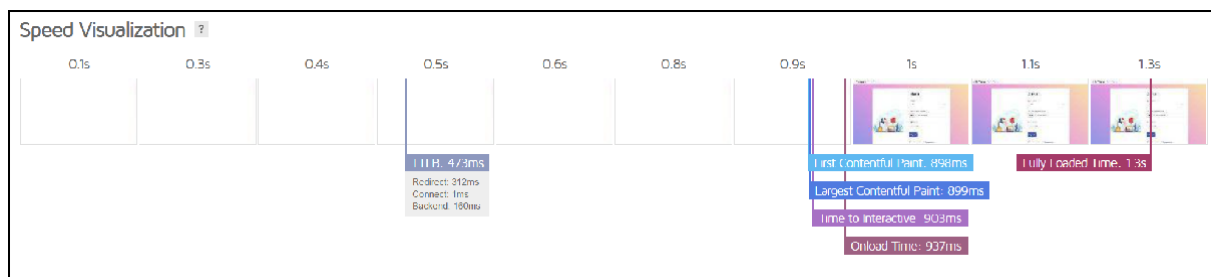 Speed Visualization ?
0.1s 0.3s 0.4s 0.5s 0.6s 0.8s 0.9s 1s 1.1s 1.3s
TTFB: 473ms
Redirect: 312ms
Connect: 1ms
Backend: 160ms
First Contentful Paint: 898ms
Fully Loaded Time: 1.3s
Largest Contentful Paint: 899ms
Time to Interactive: 903ms
Onload Time: 937ms